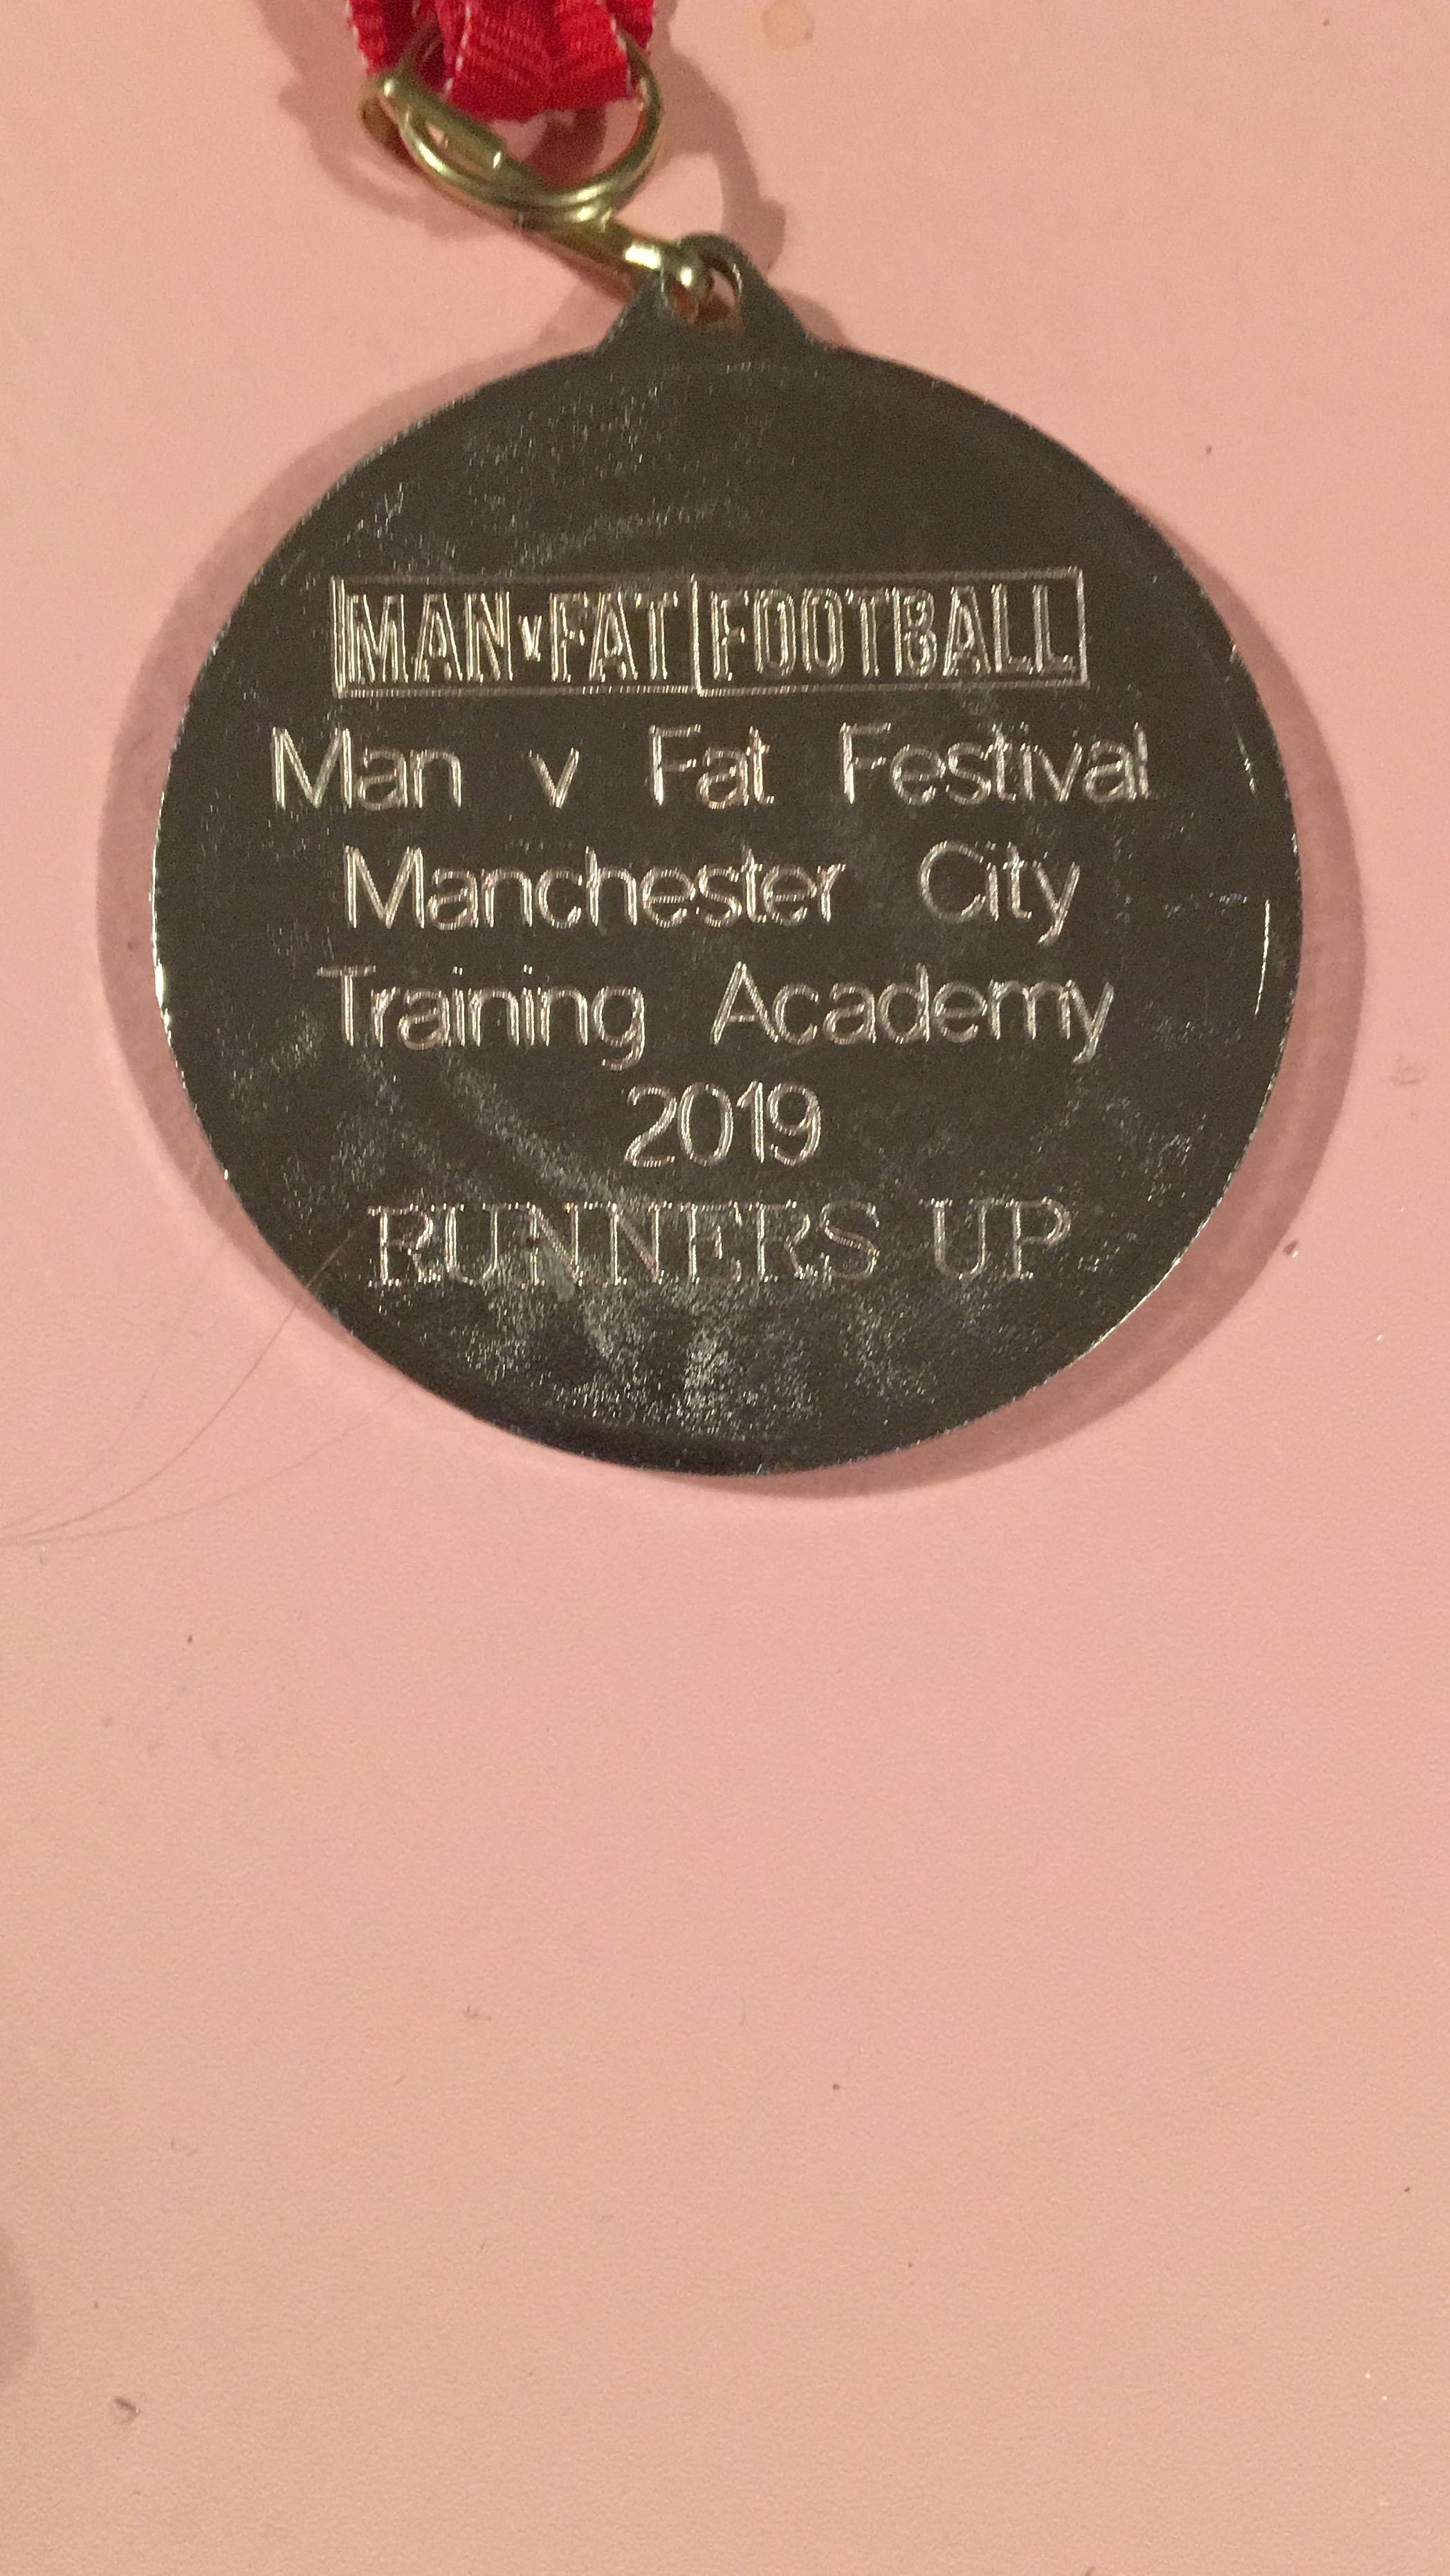 MAN v FAT FOOTBALL
Man v Fat Festival
Manchester City
Training Academy
2019
RUNNERS UP